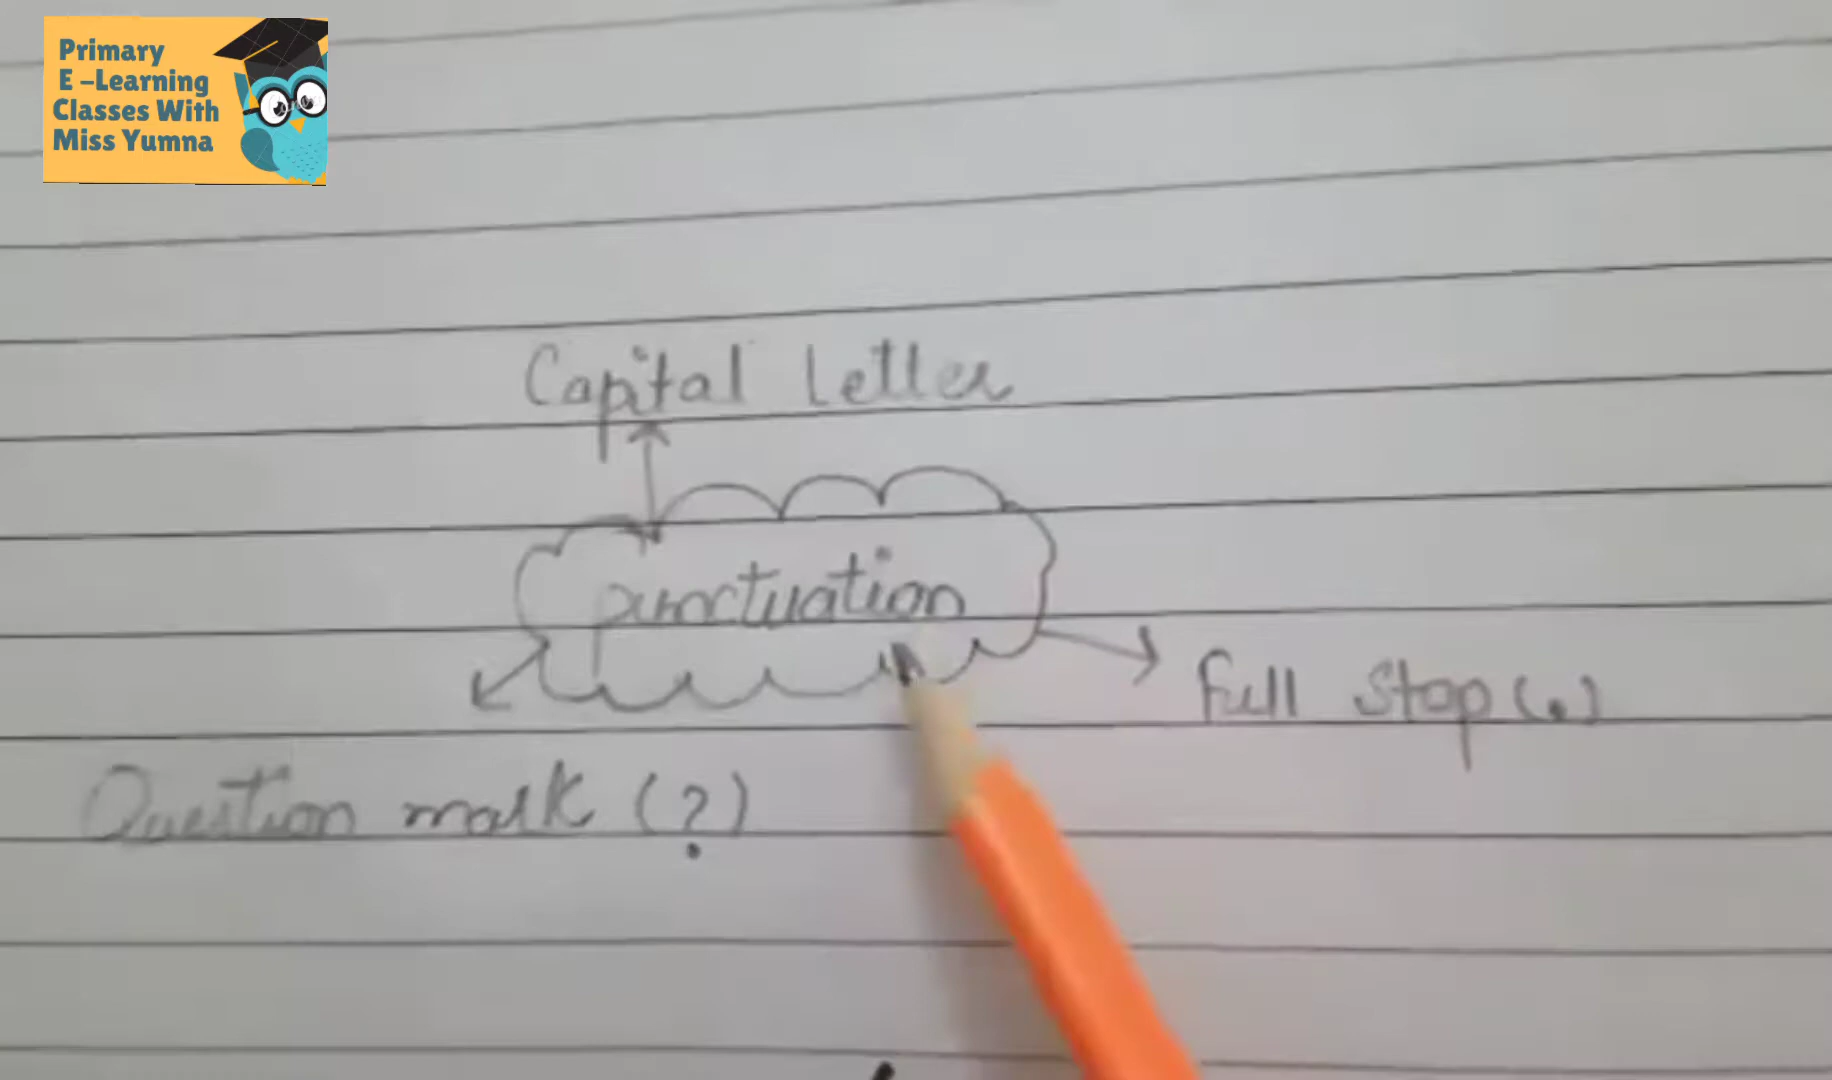 Primary
E -Learning
Classes With
Miss Yumna
Capital Letter
punctuation
Full Stop (.)
Question mark (?)